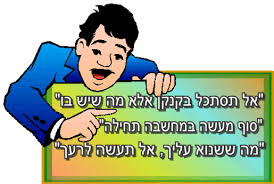 "אל תסתכל בקנקן אלא מה שיש בו"
"סוף מעשה במחשבה תחילה"
"מה ששנוא עליך, אל תעשה לרעך"